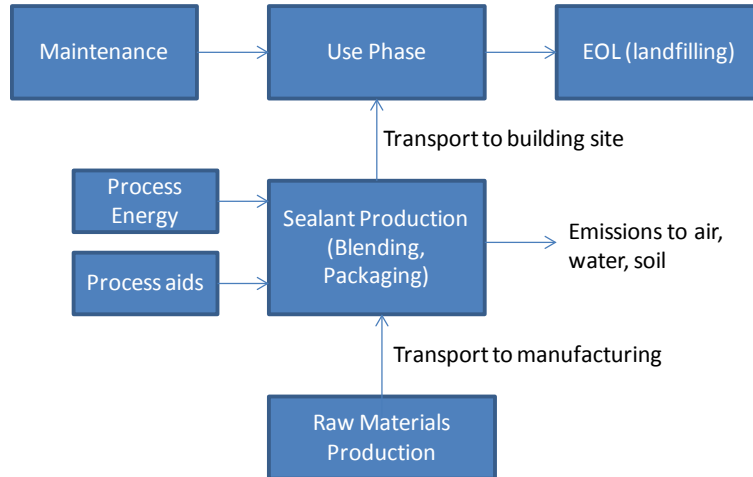 Maintenance
Use Phase
EOL (landfilling)
Transport to building site
Process
Energy
Sealant Production
(Blending,
Packaging)
Emissions to air,
water, soil
Process aids
Transport to manufacturing
Raw Materials
Production